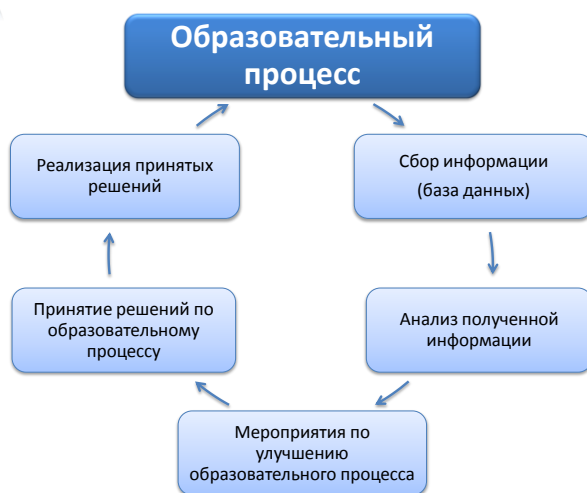 Образовательный
процесс
Сбор информации
(база данных)
Анализ полученной
информации
Мероприятия по
улучшению
образовательного процесса
Принятие решений по
образовательному
процессу
Реализация принятых
решений